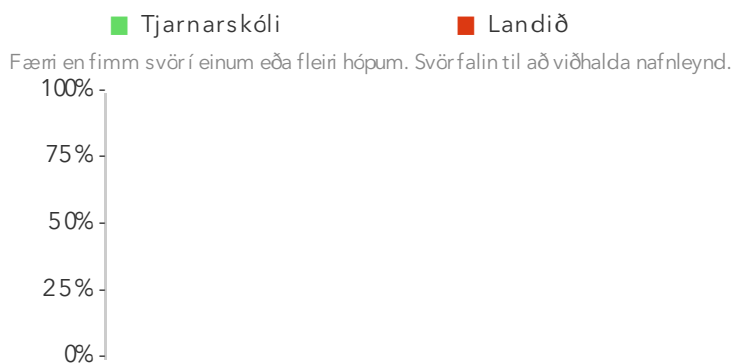 Tjarnarskóli Landið
Færri en fimm svör í einum eða fleiri hópum. Svör falin til að viðhalda nafnleynd.
100%
75%
50%
25%
0%